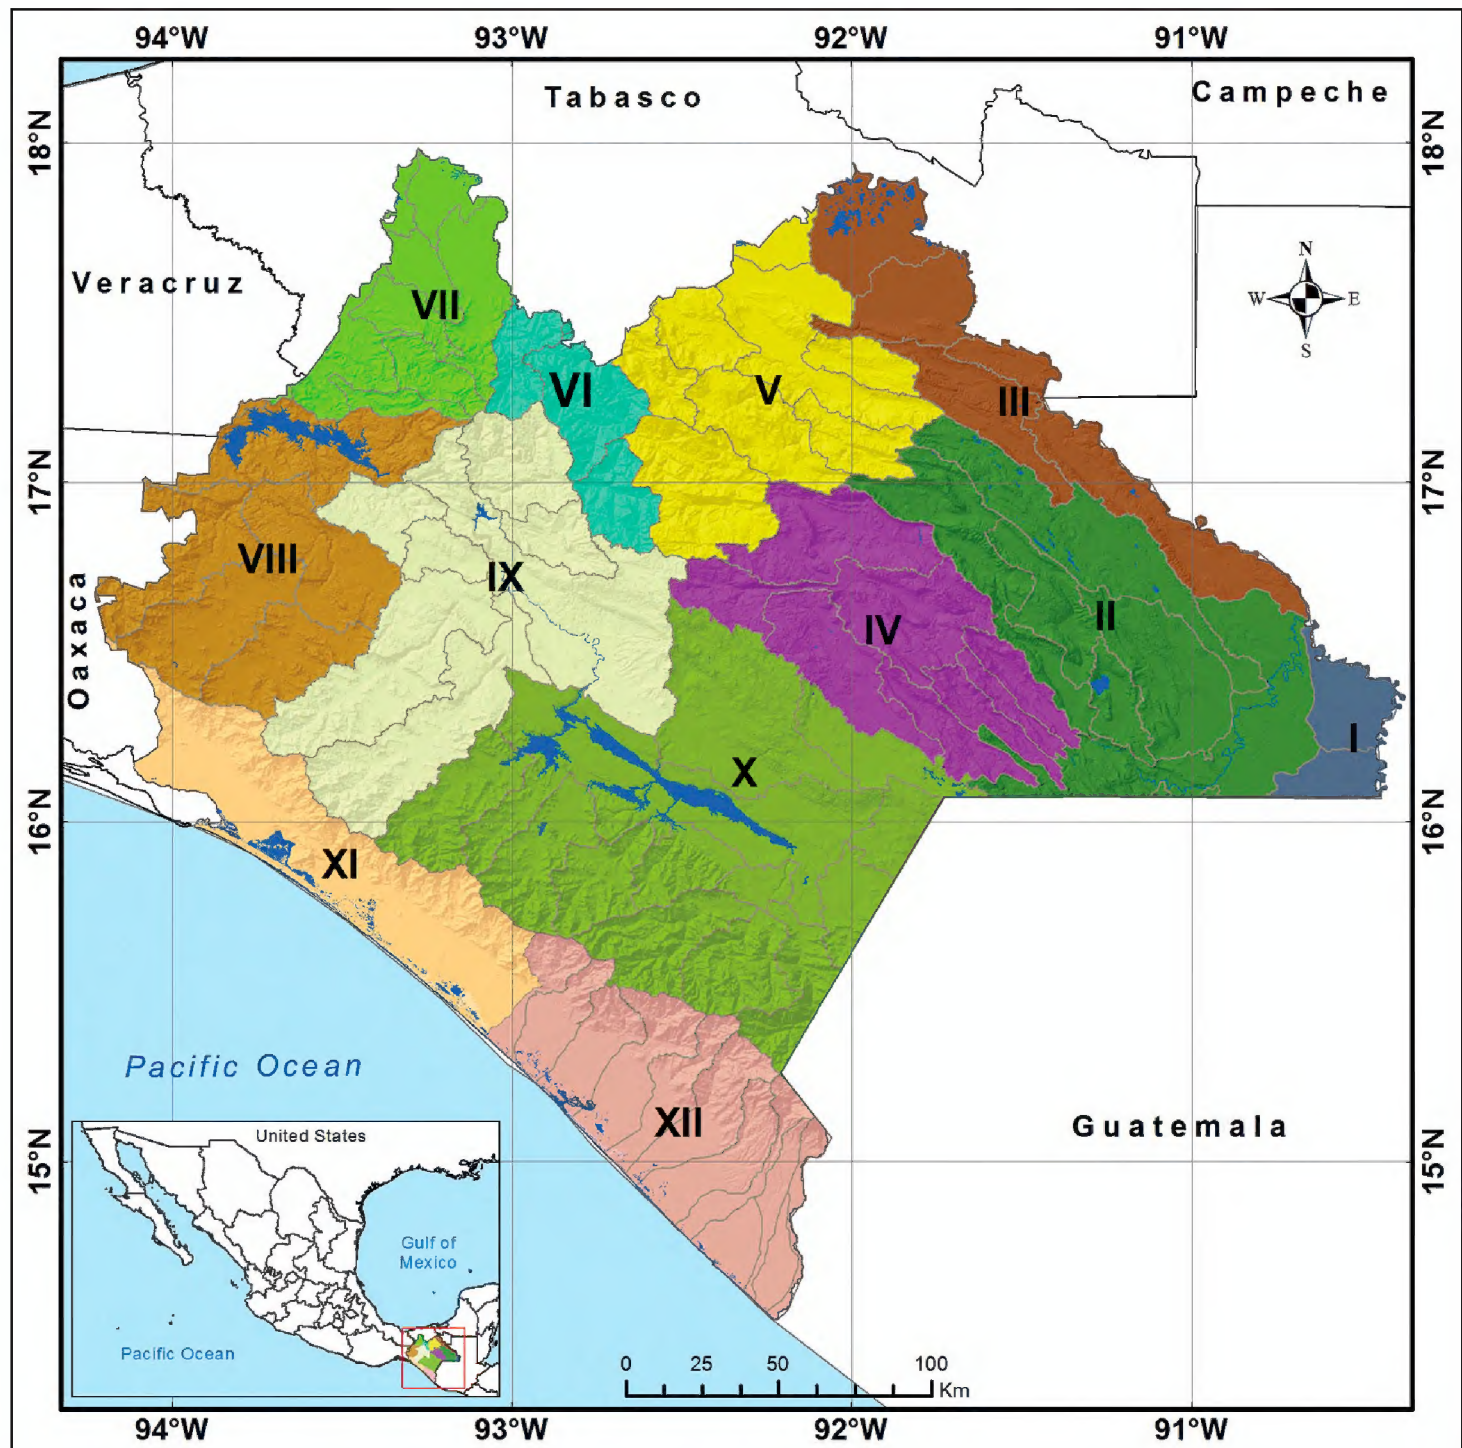 94°W 93°W 92°W 91°W
Tabasco
Campeche
18°N
18°N
Veracruz
N
W E
S
VII
VI
V
III
17°N
17°N
VIII
IX
IV
II
Oaxaca
I
X
16°N
16°N
XI
Pacific Ocean
XII
Guatemala
15°N
15°N
United States
Gulf of
Mexico
Pacific Ocean
0 25 50 100
Km
94°W 93°W 92°W 91°W